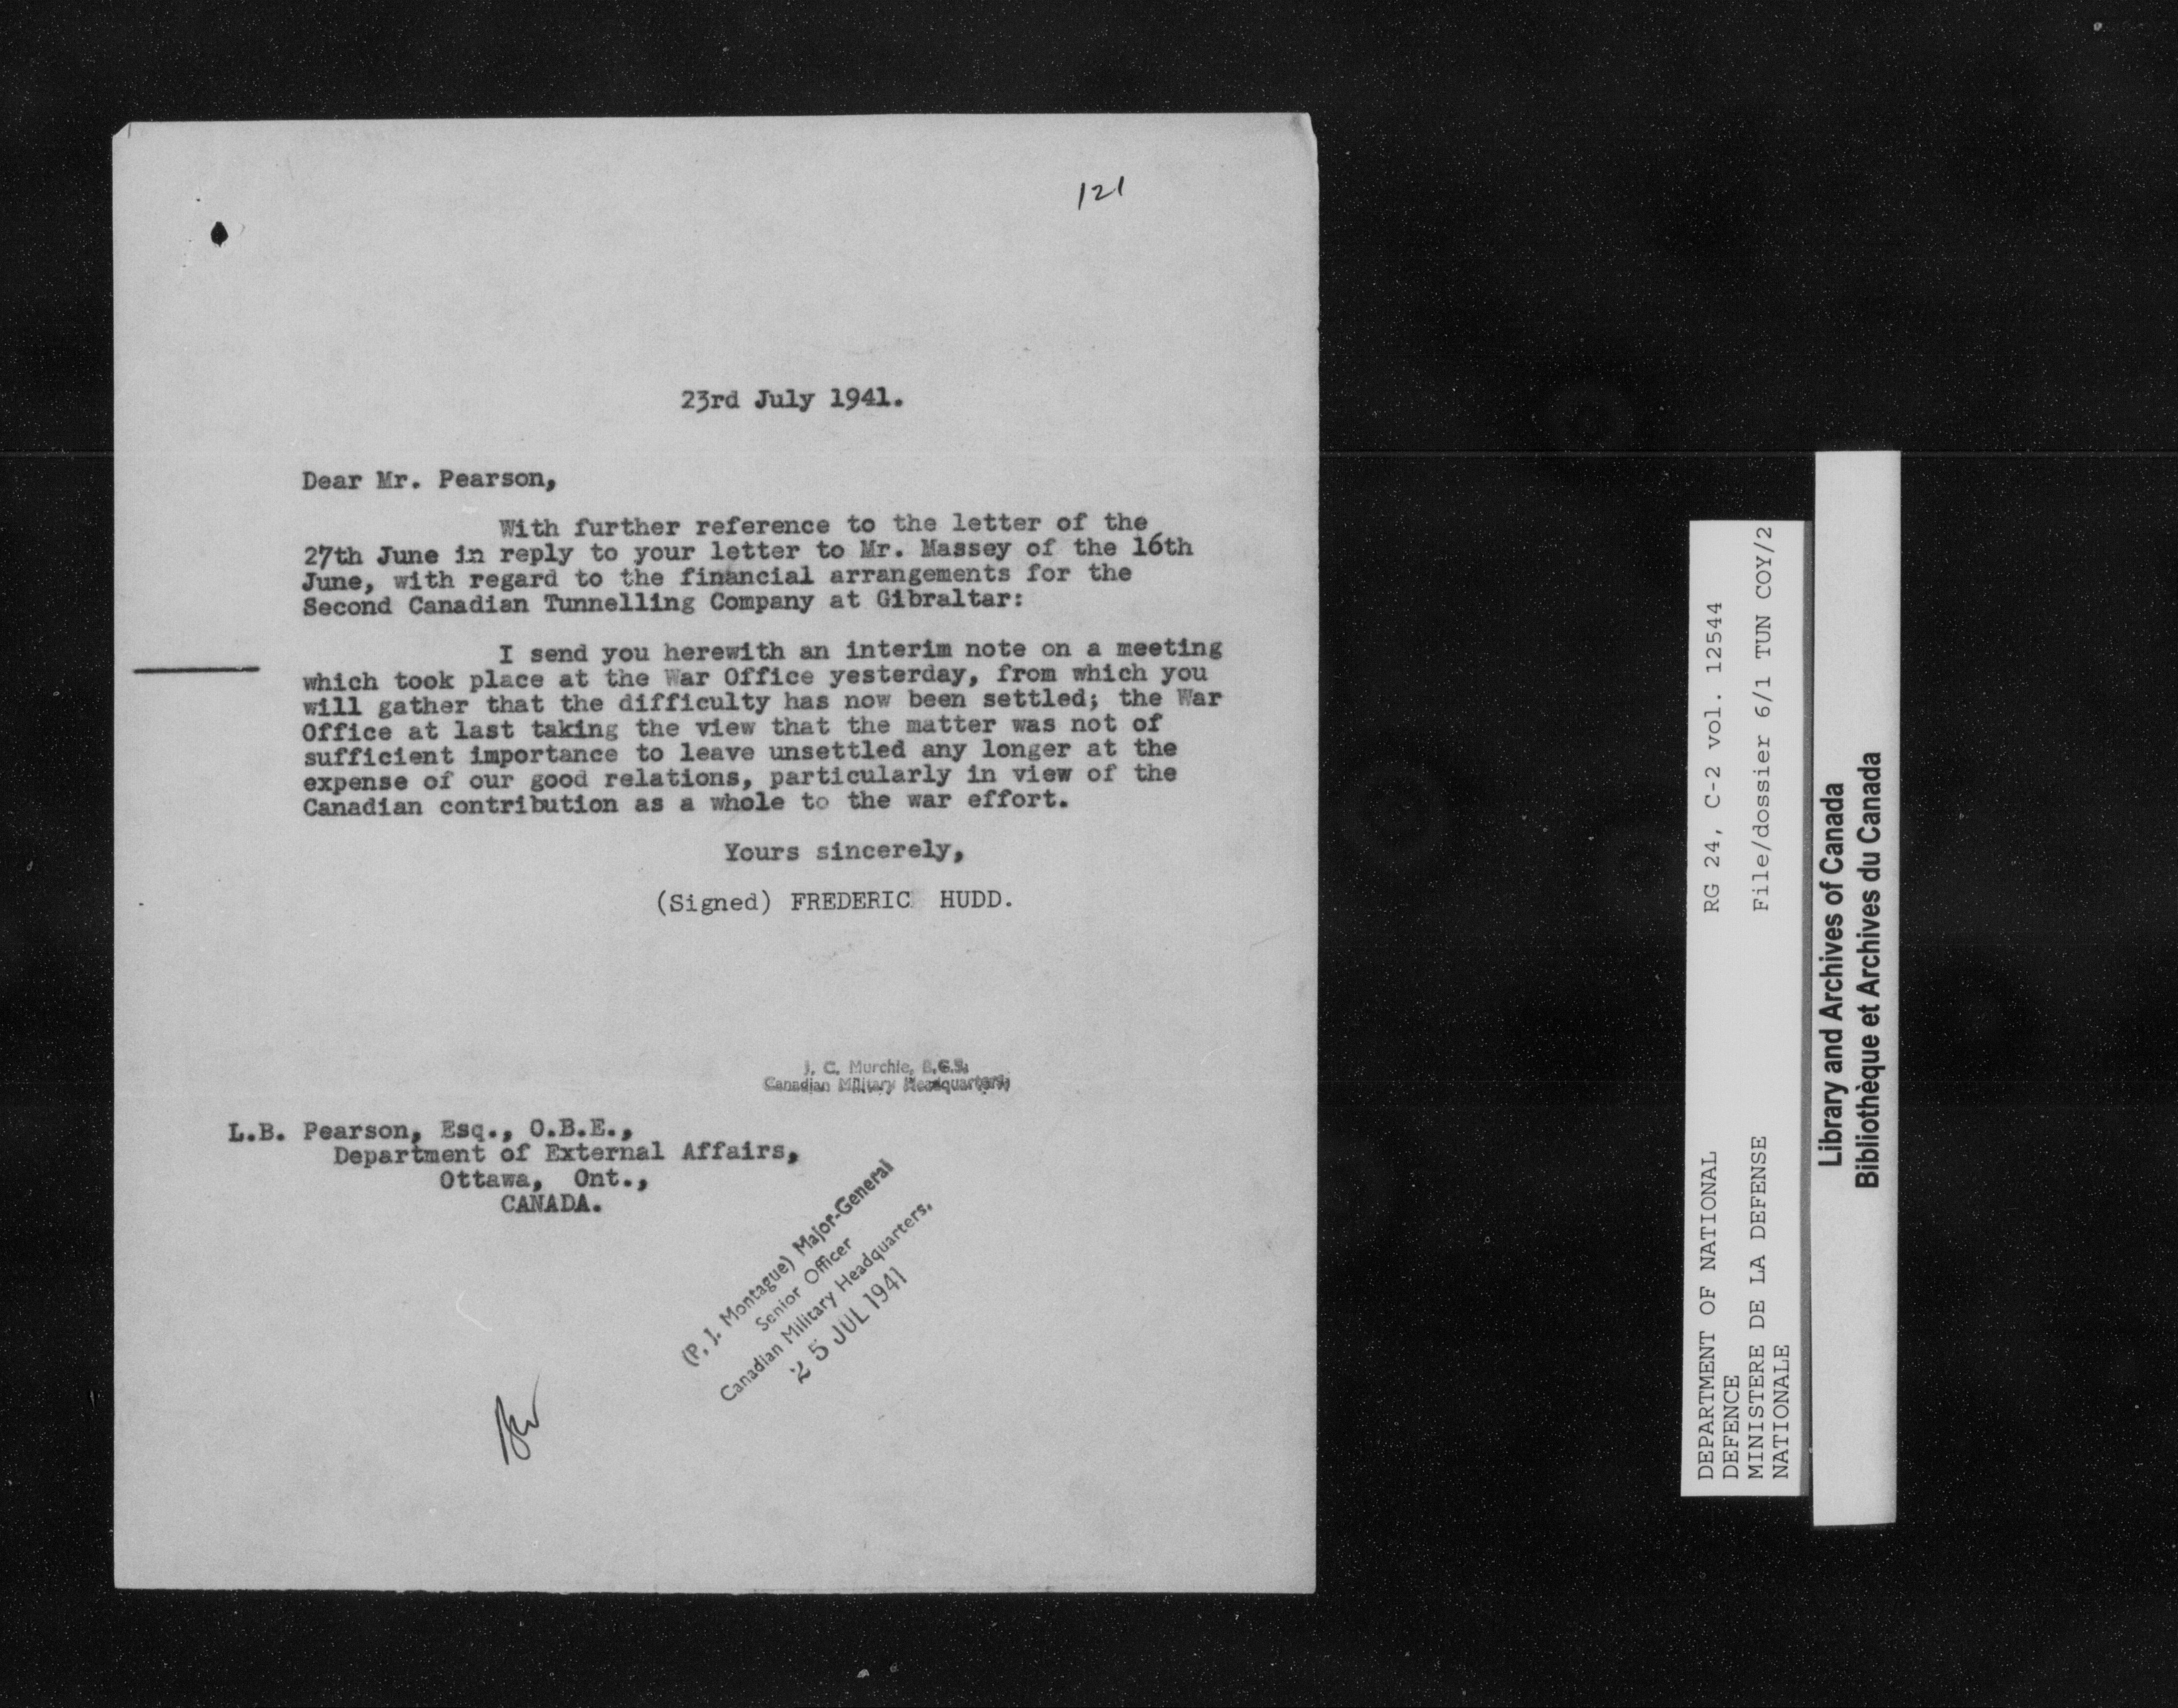 121
23rd July 1941.
Dear Mr. Pearson,
With further reference to the letter of the
27th June in reply to your letter to Mr. Massey of the 16th
June, with regard to the financial arrangements for the
Second Canadian Tunnelling Company at Gibraltar:
I send you herewith an interim note on a meeting
which took place at the War Office yesterday, from which you
will gather that the difficulty has now been settled; the War
Office at last taking the view that the matter was not of
sufficient importance to leave unsettled any longer at the
expense of our good relations, particularly in view of the
Canadian contribution as a whole to the war effort.
Yours sincerely,
(Signed) FREDERIC HUDD.
J. C. Murchie, B.G.S.
Canadian Military Headquarters
L.B. Pearson, Esq., O.B.E.,
Department of External Affairs,
Ottawa, Ont.,
CANADA.
(P. J. Montague) Major-General
Senior Officer
Canadian Military Headquarters.
25 JUL 1941
DEPARTMENT OF NATIONAL
DEFENCE
MINISTERE DE LA DEFENSE
NATIONALE
RG 24, C-2 vol. 12544
File/dossier 6/1 TUN COY/2
Library and Archives of Canada
Bibliothèque et Archives du Canada